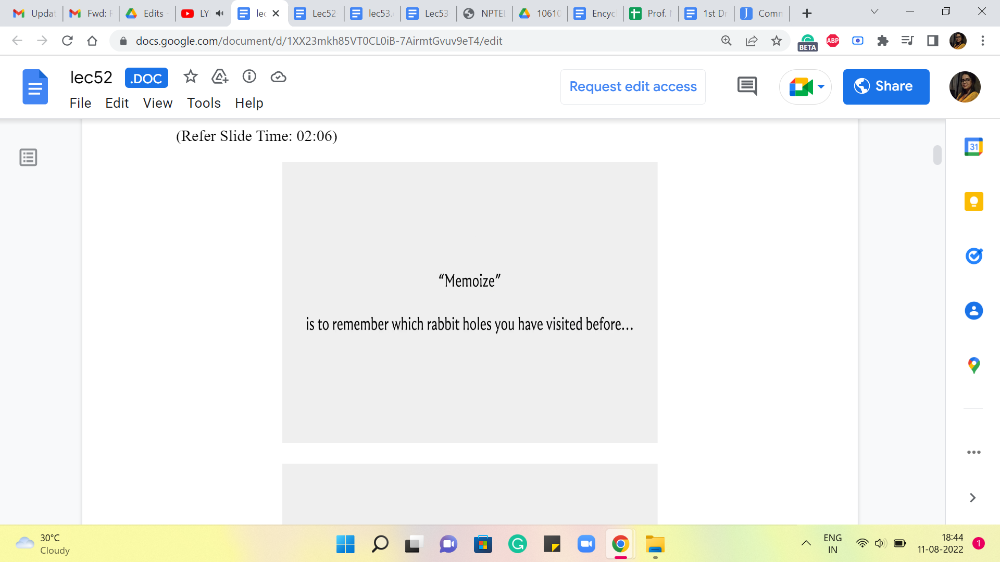 Updat
Fwd: F
Edits -
LY
lec
Lec52
lec53.
Lec53
NPTEL
10610
Encyc
Prof. N
1st Dr
J
Comm
docs.google.com/document/d/1XX23mkh85VT0CL0iB-7AirmtGvuv9eT4/edit
BETA
ABP
lec52
.DOC
Request edit access
Share
File Edit View Tools Help
(Refer Slide Time: 02:06)
31
“Memoize”
is to remember which rabbit holes you have visited before...
30°C
Cloudy
ENG
IN
18:44
11-08-2022
1